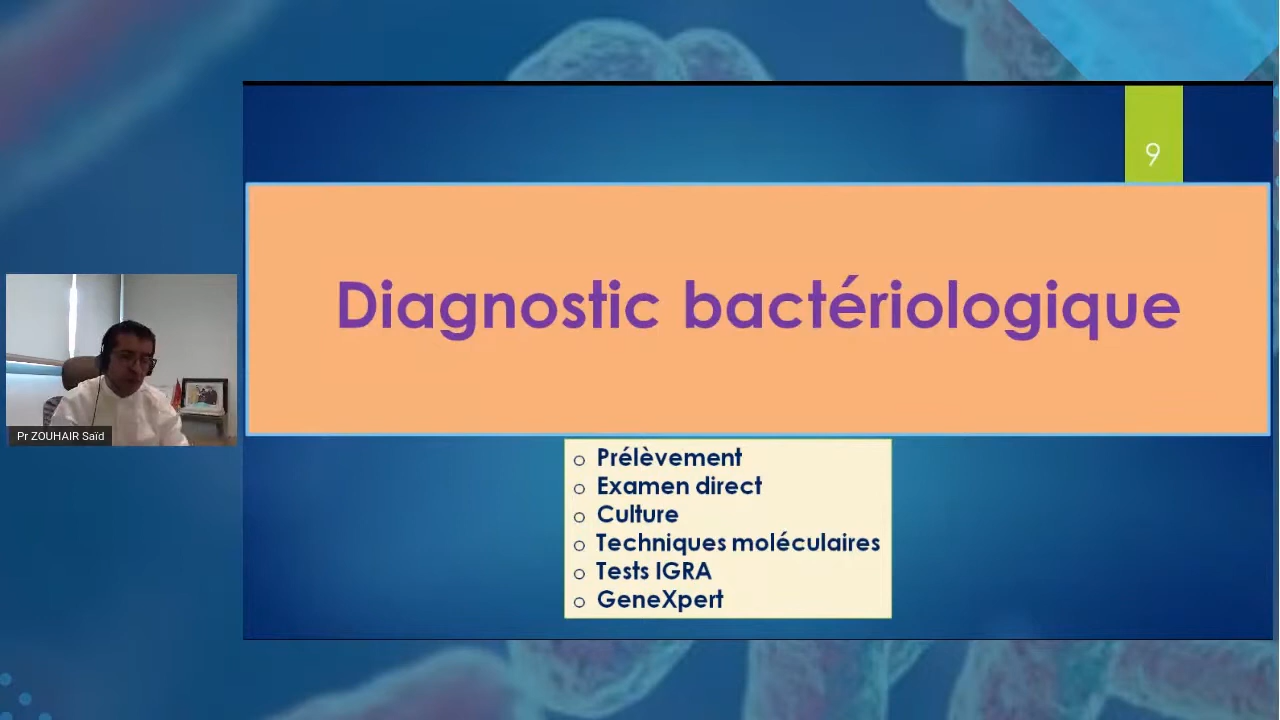 9
Diagnostic bactériologique
Pr ZOUHAIR Saïd
o Prélèvement
o Examen direct
o Culture
o Techniques moléculaires
o Tests IGRA
o GeneXpert